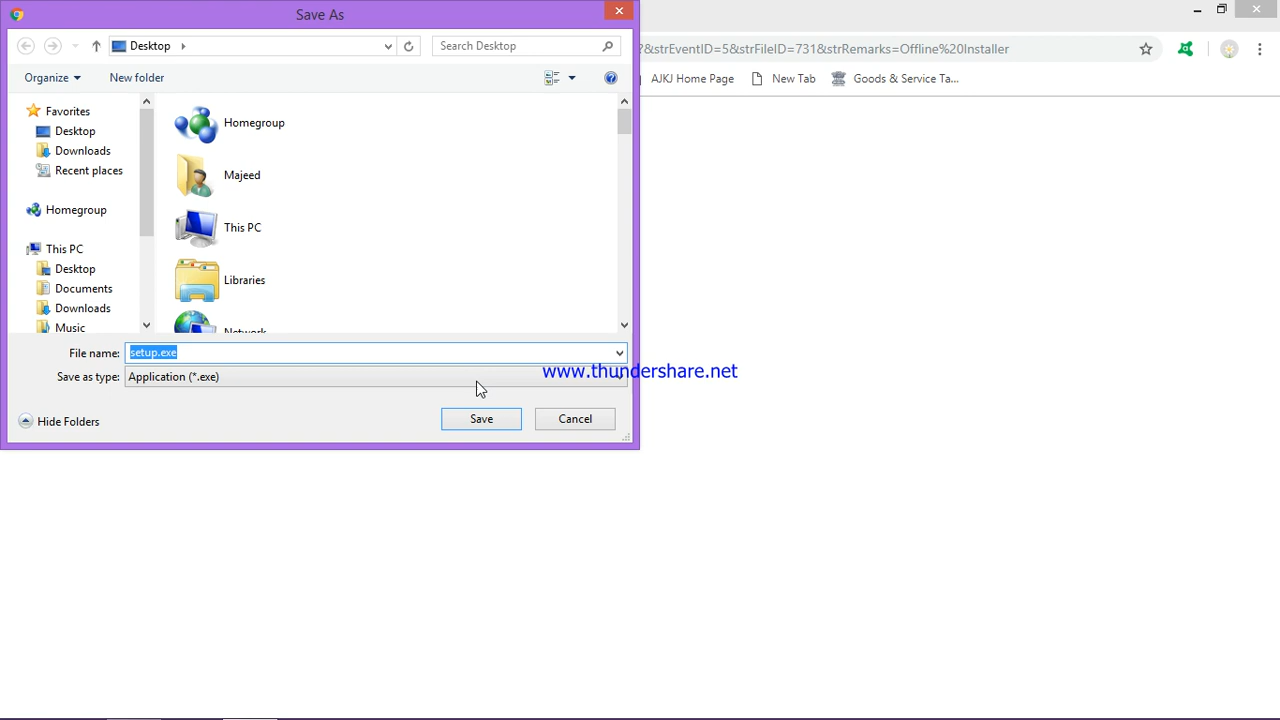 Save As
Desktop
Search Desktop
?&strEventID=5&strFileID=731&strRemarks=Offline%20Installer
Organize
New folder
AJKJ Home Page
New Tab
Goods & Service Ta...
Favorites
Desktop
Downloads
Recent places
Homegroup
This PC
Desktop
Documents
Downloads
Music
Homegroup
Majeed
This PC
Libraries
Network
File name:
setup.exe
Save as type:
Application (*.exe)
www.thundershare.net
Hide Folders
Save
Cancel